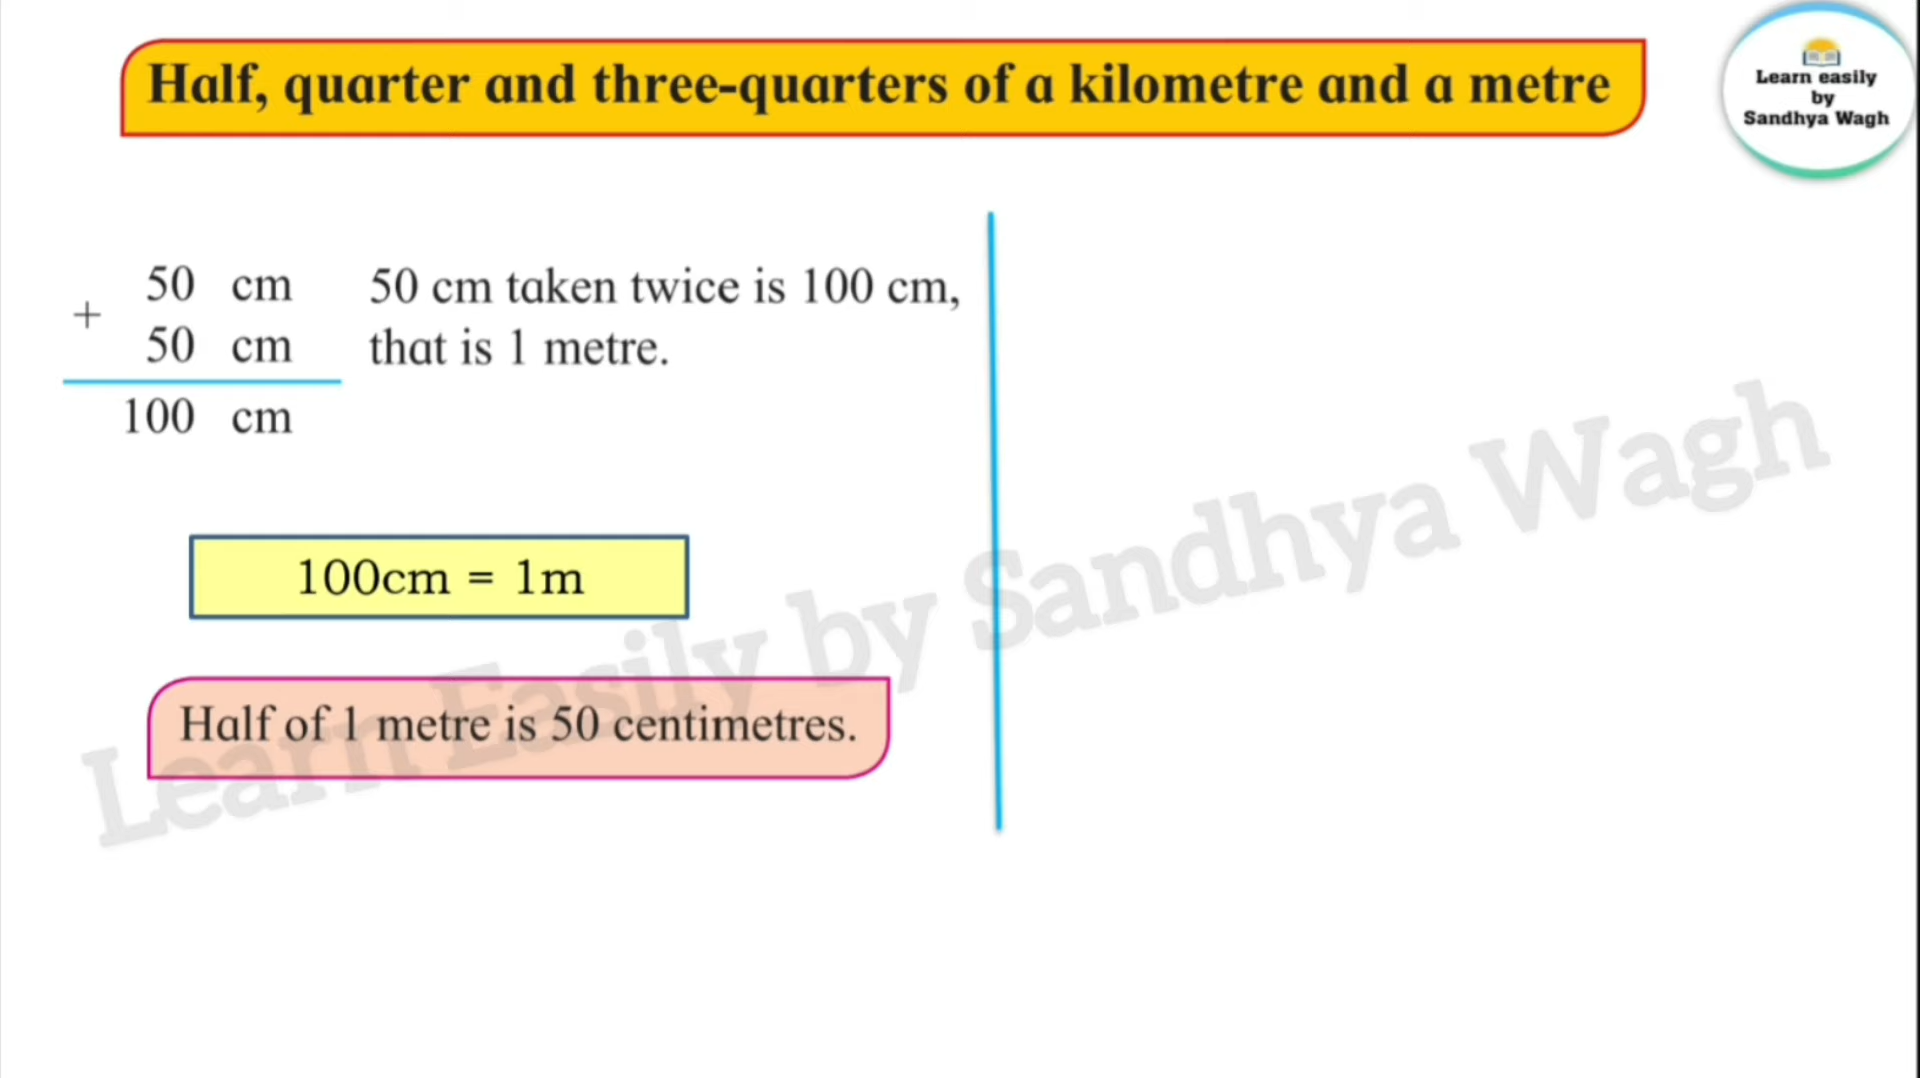 Half, quarter and three-quarters of a kilometre and a metre
Learn easily
by
Sandhya Wagh
50 cm
+
50 cm
100 cm
50 cm taken twice is 100 cm,
that is 1 metre.
100cm = 1m
Half of 1 metre is 50 centimetres.
Learn Easily by Sandhya Wagh